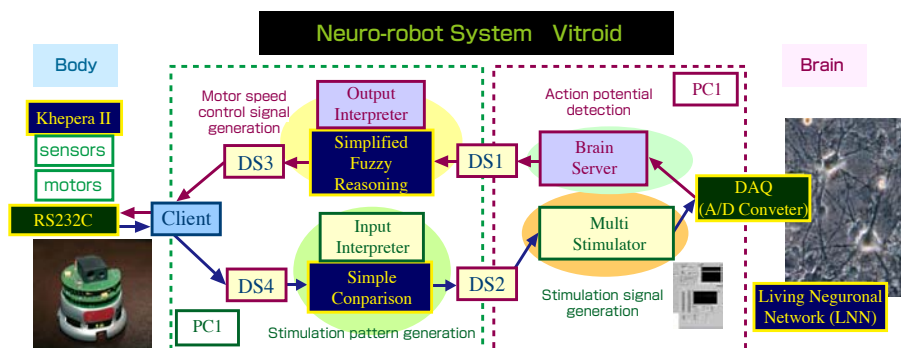 Neuro-robot System Vitroid
Body
Brain
Khepera II
sensors
motors
RS232C
Client
Motor speed
control signal
generation
Output
Interpreter
Simplified
Fuzzy
Reasoning
DS3
DS1
Action potential
detection
PC1
Brain
Server
DAQ
(A/D Conveter)
Multi
Stimulator
Input
Interpreter
Simple
Conparison
DS4
DS2
PC1
Stimulation pattern generation
Stimulation signal
generation
Living Neguronal
Network (LNN)